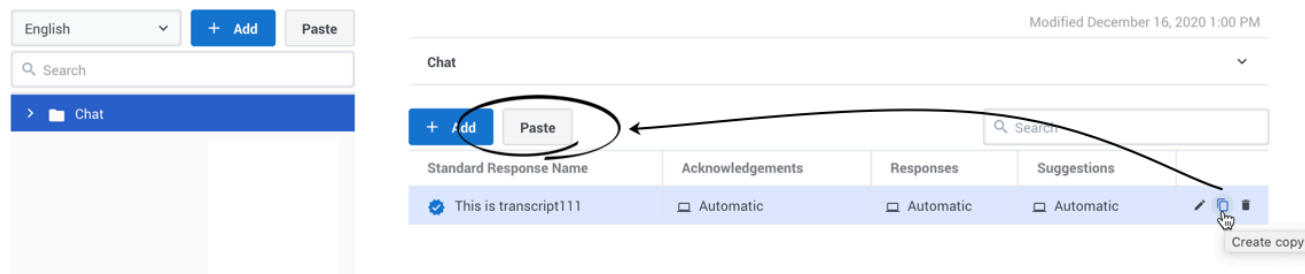 English
+ Add
Paste
Search
Chat
Modified December 16, 2020 1:00 PM
Chat
+ Add
Paste
Search
Standard Response Name Acknowledgements Responses Suggestions
This is transcript111 Automatic Automatic Automatic
Create copy